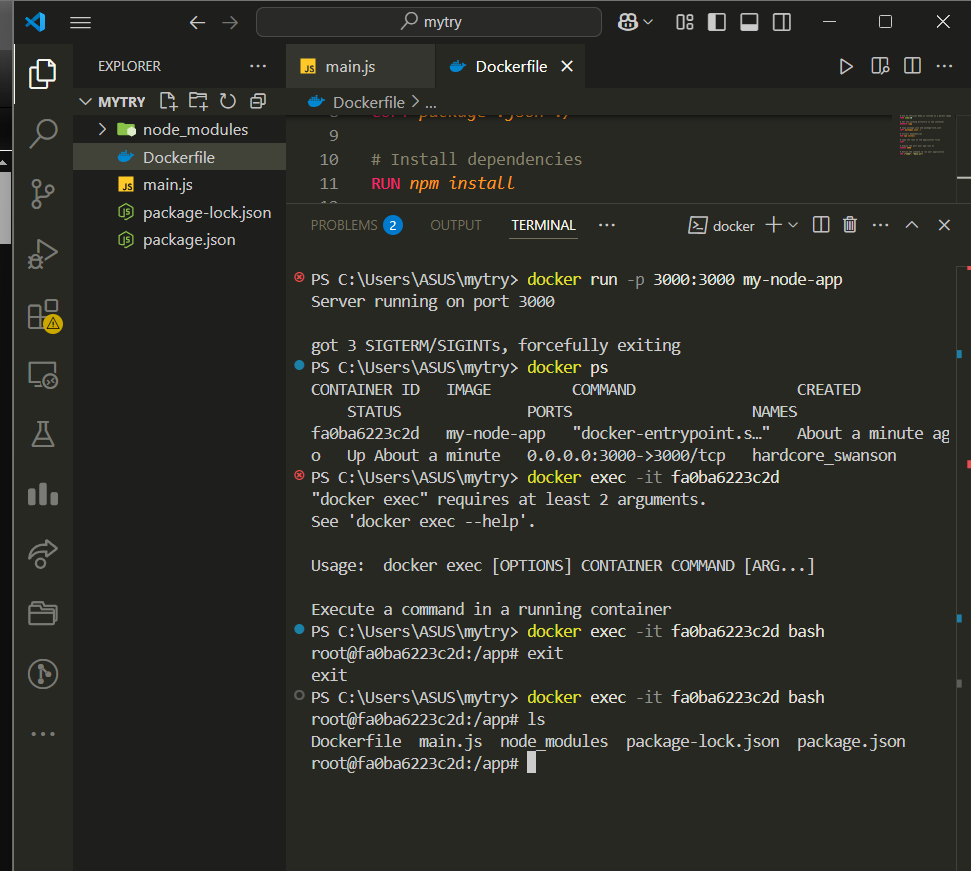 mytry
EXPLORER
MYTRY
node_modules
Dockerfile
main.js
package-lock.json
package.json
main.js
Dockerfile
Dockerfile > ...
9
10 # Install dependencies
11 RUN npm install
PROBLEMS 2 OUTPUT TERMINAL ... docker
PS C:\Users\ASUS\mytry> docker run -p 3000:3000 my-node-app
Server running on port 3000
got 3 SIGTERM/SIGINTs, forcefully exiting
PS C:\Users\ASUS\mytry> docker ps
CONTAINER ID IMAGE COMMAND CREATED
STATUS PORTS NAMES
fa0ba6223c2d my-node-app "docker-entrypoint.s…" About a minute ag
o Up About a minute 0.0.0.0:3000->3000/tcp hardcore_swanson
PS C:\Users\ASUS\mytry> docker exec -it fa0ba6223c2d
"docker exec" requires at least 2 arguments.
See 'docker exec --help'.
Usage: docker exec [OPTIONS] CONTAINER COMMAND [ARG...]
Execute a command in a running container
PS C:\Users\ASUS\mytry> docker exec -it fa0ba6223c2d bash
root@fa0ba6223c2d:/app# exit
exit
PS C:\Users\ASUS\mytry> docker exec -it fa0ba6223c2d bash
root@fa0ba6223c2d:/app# ls
Dockerfile main.js node_modules package-lock.json package.json
root@fa0ba6223c2d:/app#